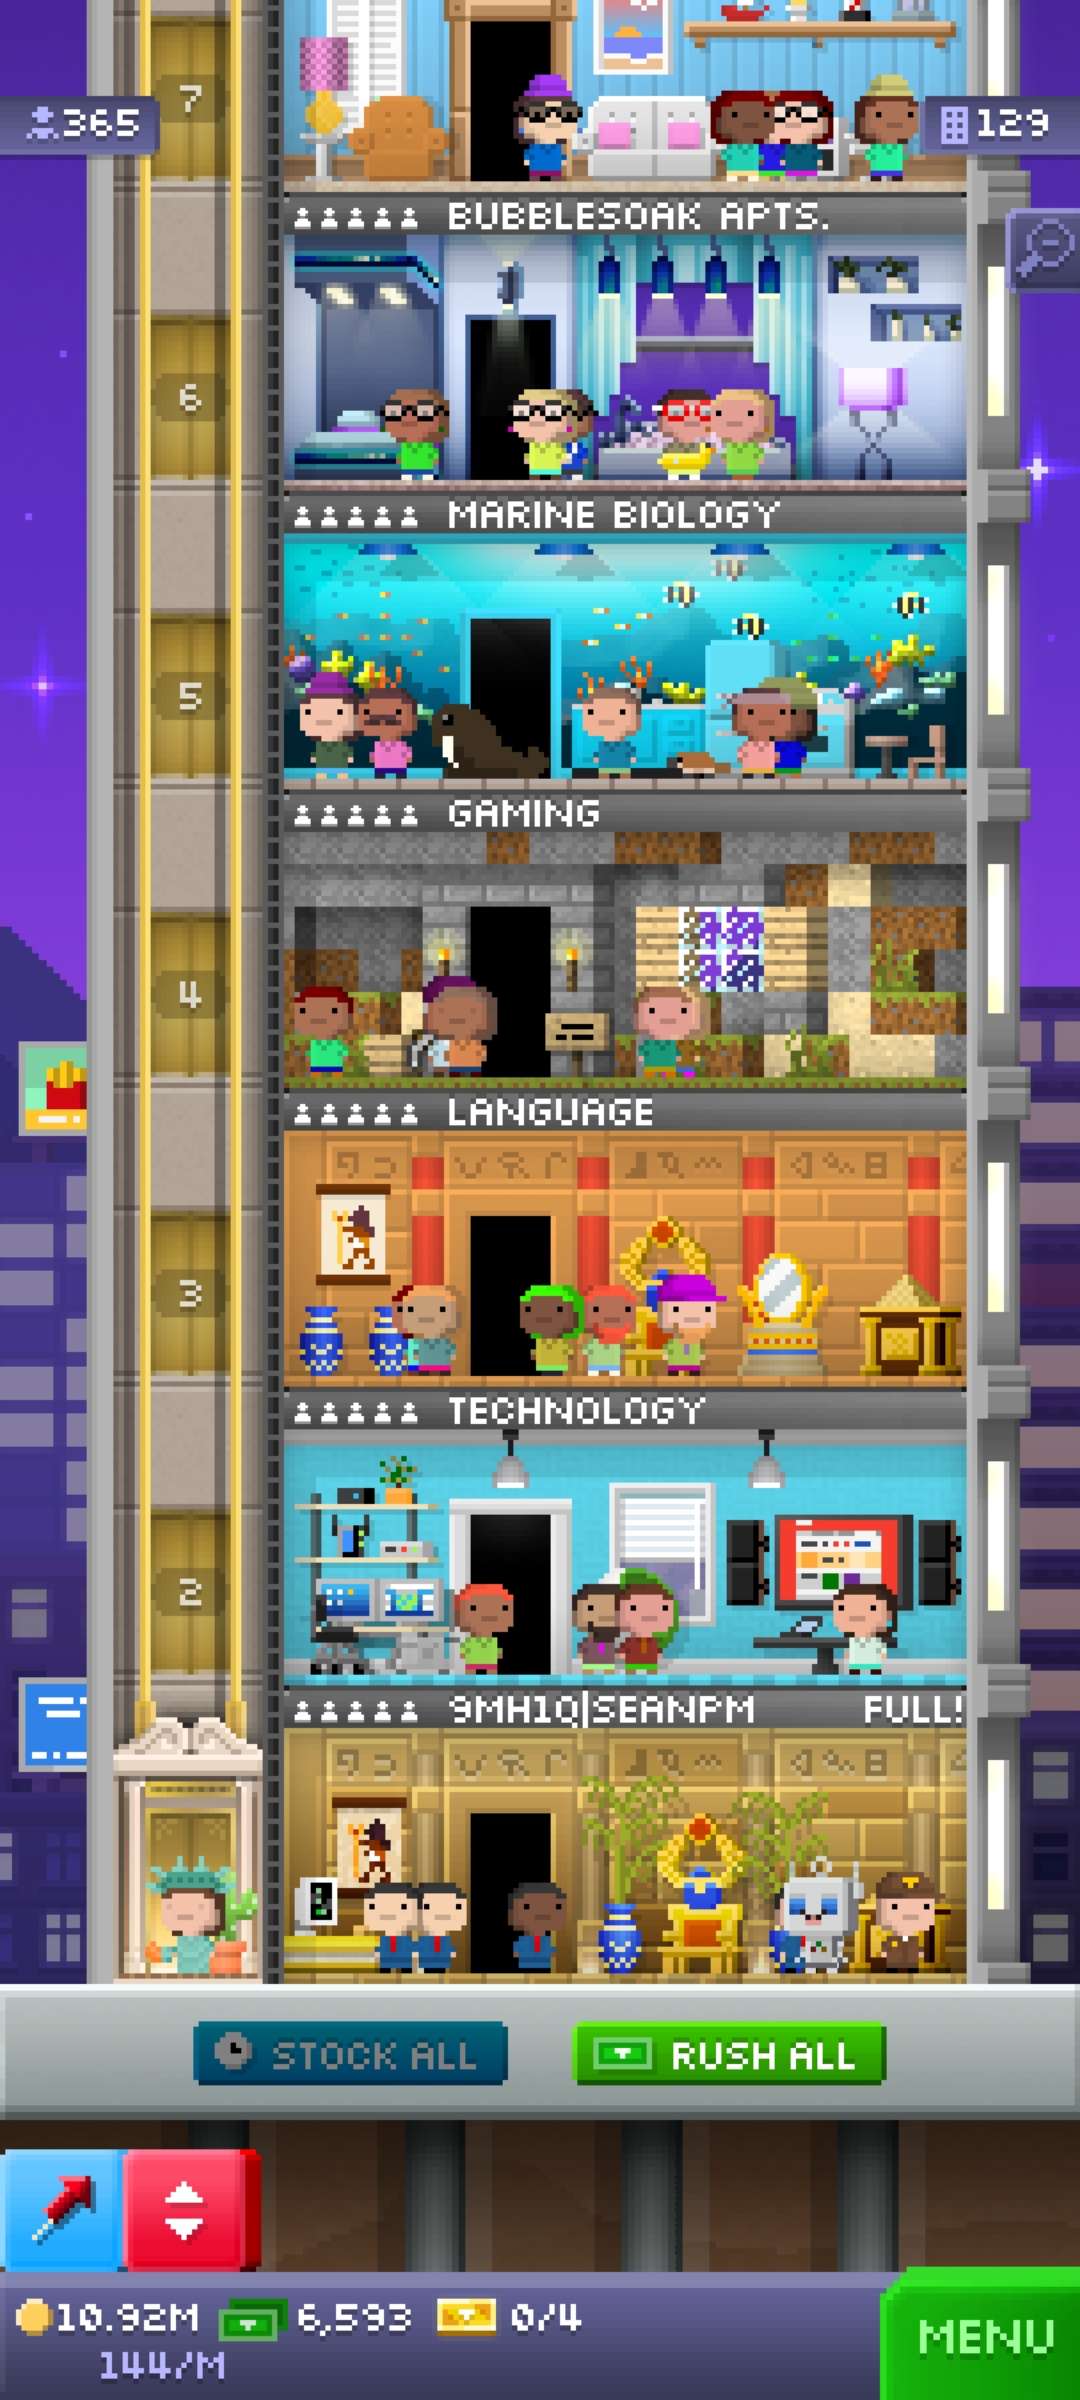 7
365
129
BUBBLESOAK APTS.
6
MARINE BIOLOGY
5
GAMING
4
LANGUAGE
3
TECHNOLOGY
2
9MH1Q|SEANPM FULL!
STOCK ALL
RUSH ALL
10.92M 6,593 0/4
144/M
MENU